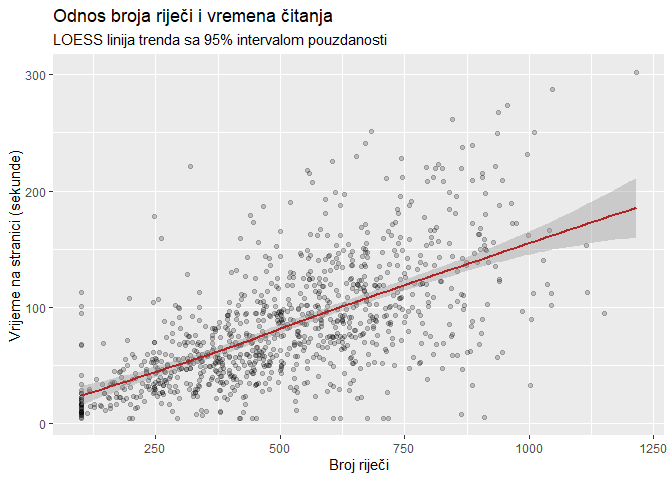 Odnos broja riječi i vremena čitanja
LOESS linija trenda sa 95% intervalom pouzdanosti
300
200
100
0
Vrijeme na stranici (sekunde)
250
500
750
1000
1250
Broj riječi